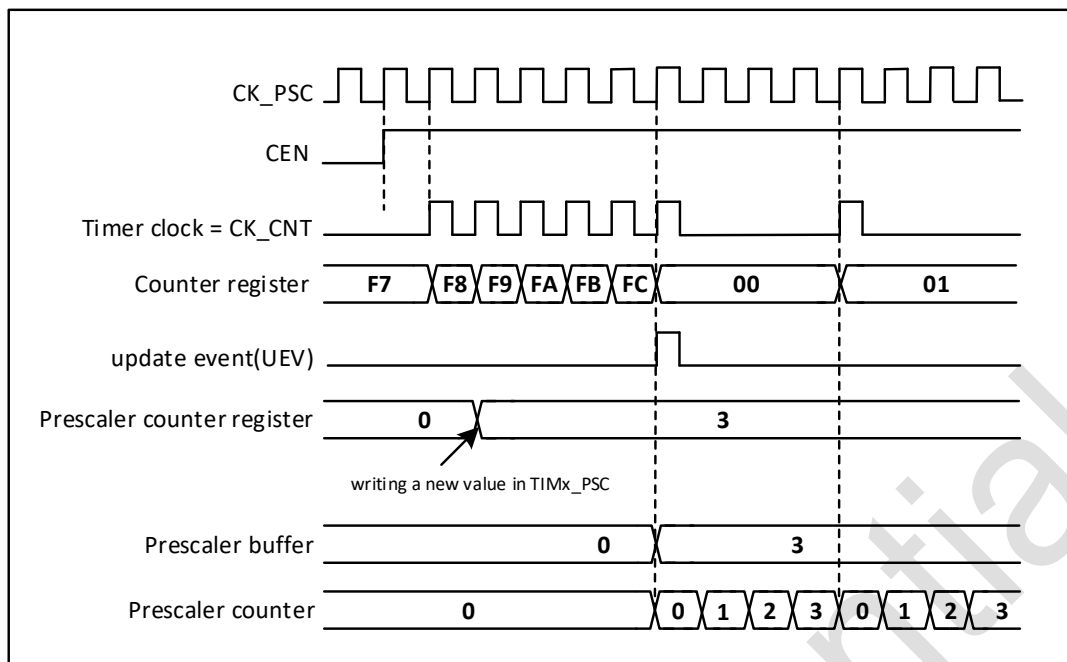 CK_PSC
CEN
Timer clock = CK_CNT
Counter register F7 F8 F9 FA FB FC 00 01
update event(UEV)
Prescaler counter register 0 3
writing a new value in TIMx_PSC
Prescaler buffer 0 3
Prescaler counter 0 0 1 2 3 0 1 2 3